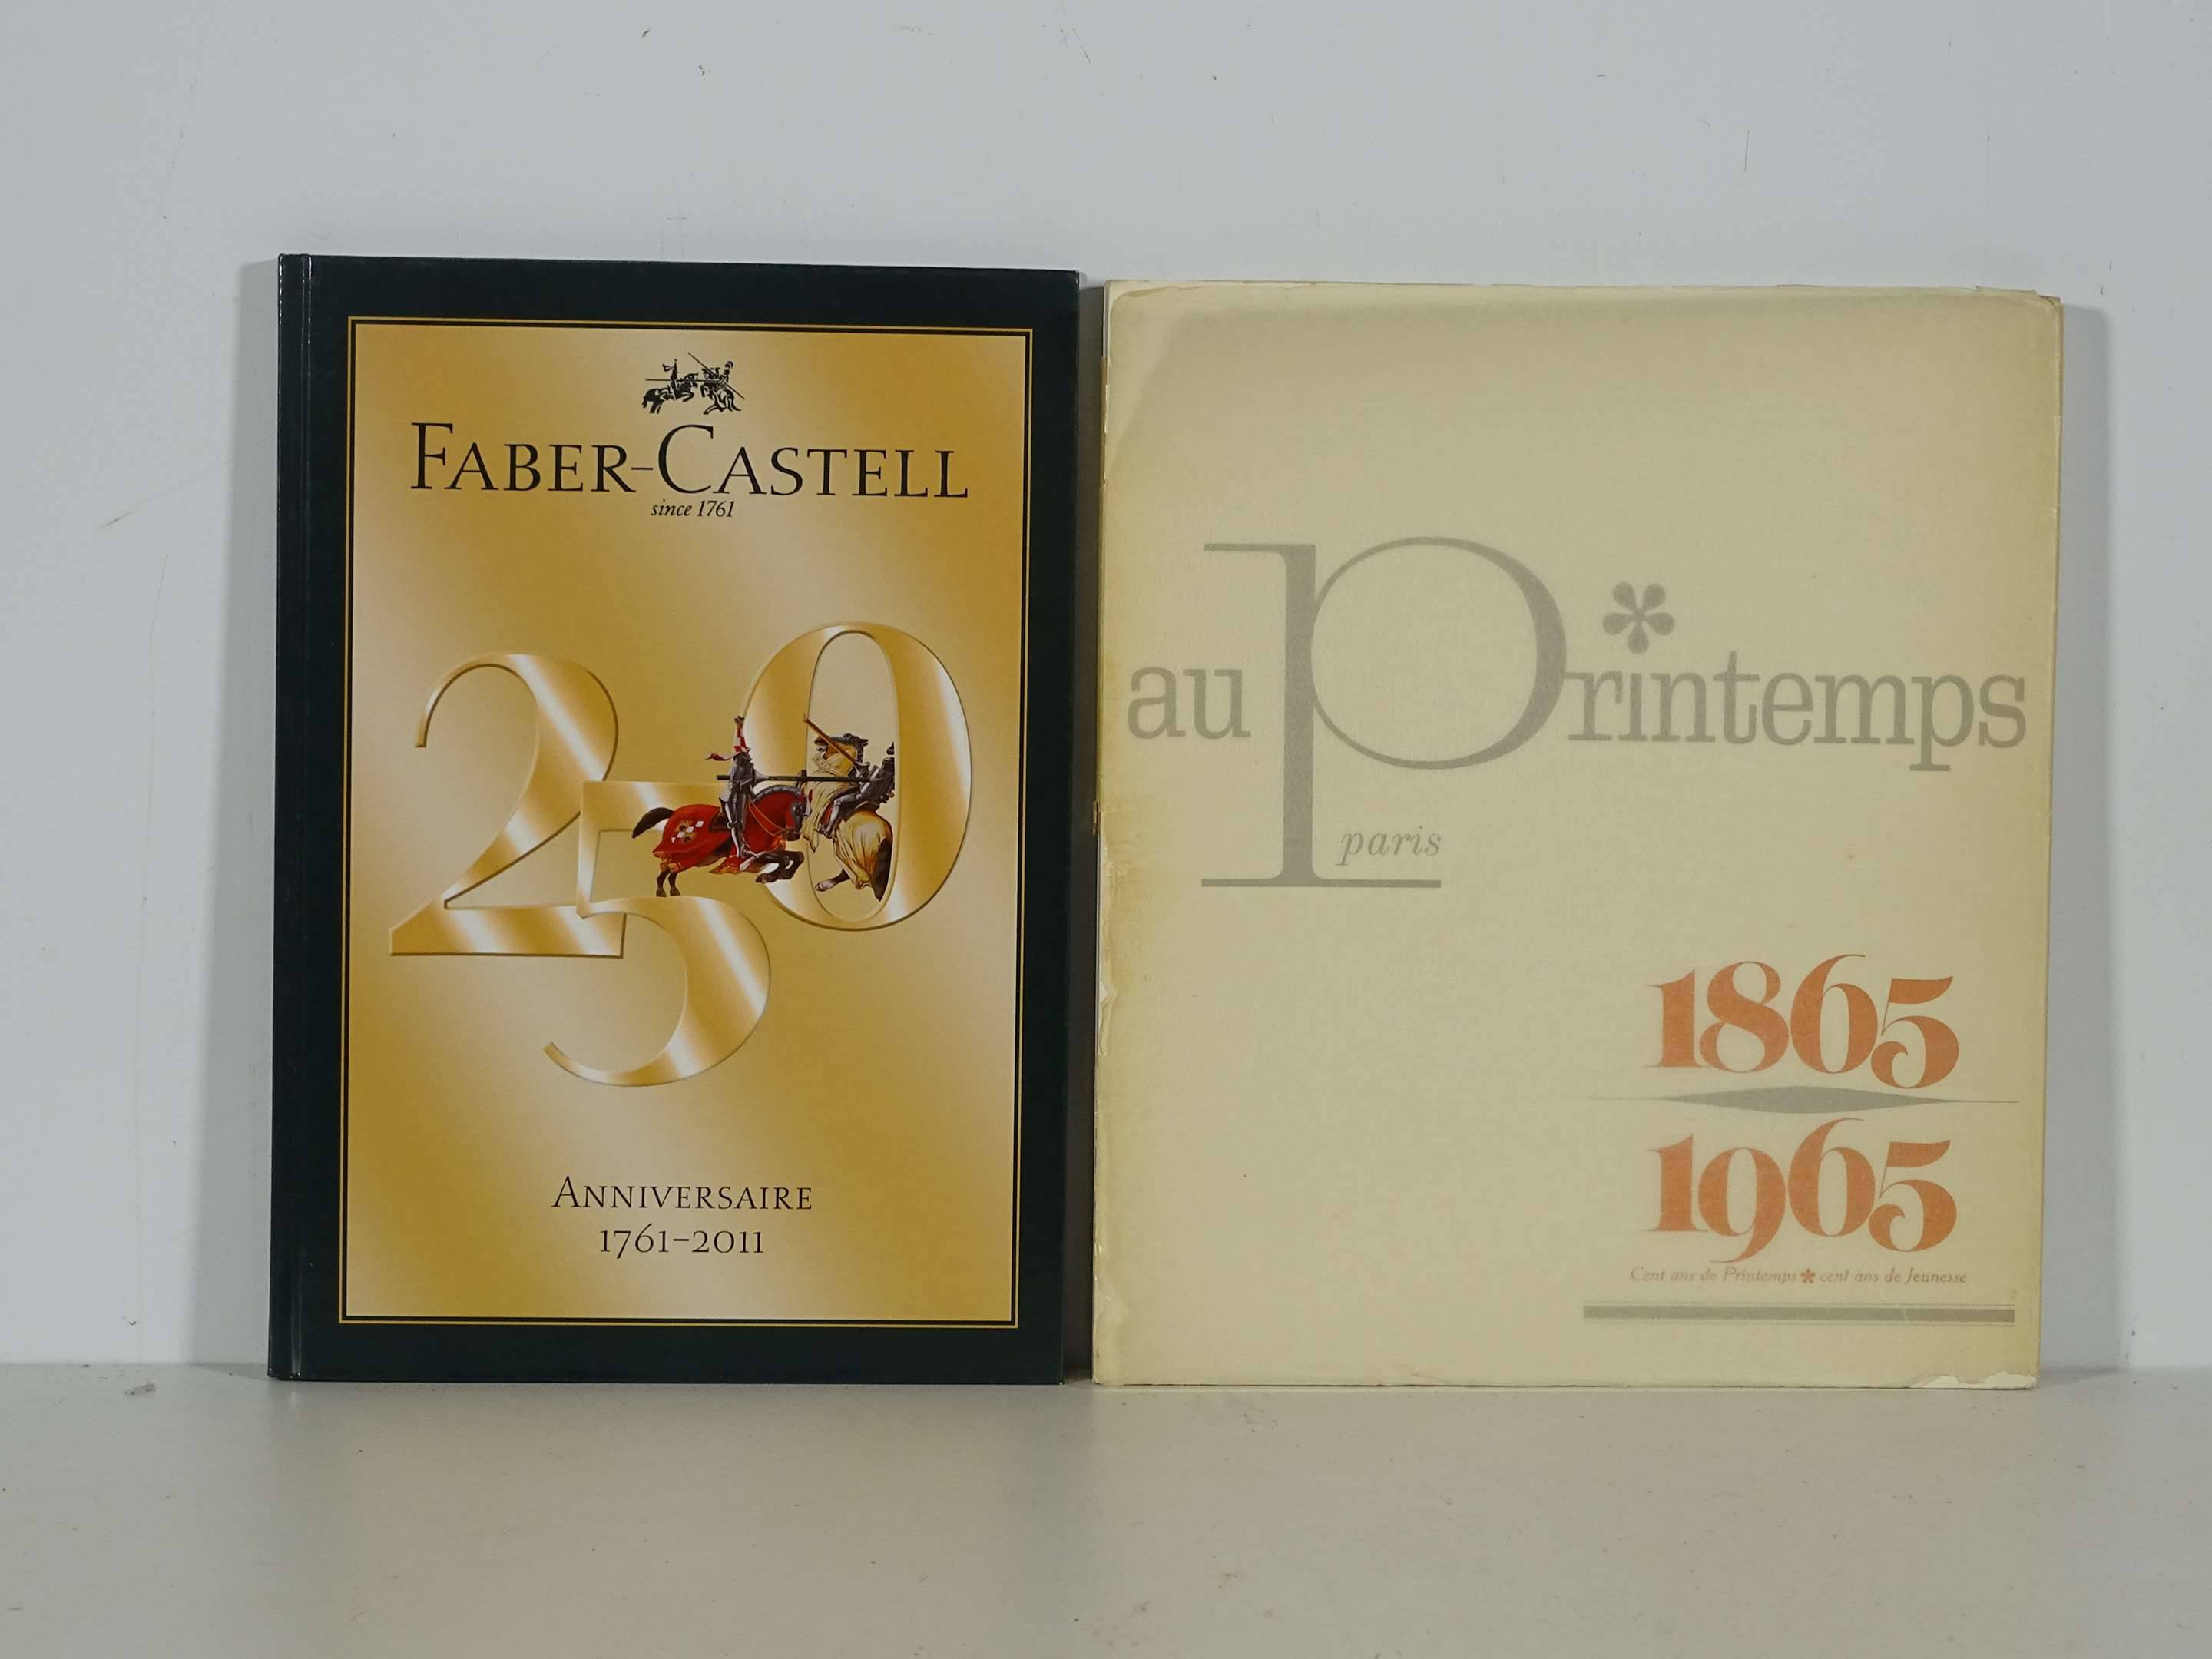 FABER-CASTELL
since 1761
250
ANNIVERSAIRE
1761-2011
au Printemps
paris
1865
1965
Cent ans de Printemps * cent ans de Jeunesse